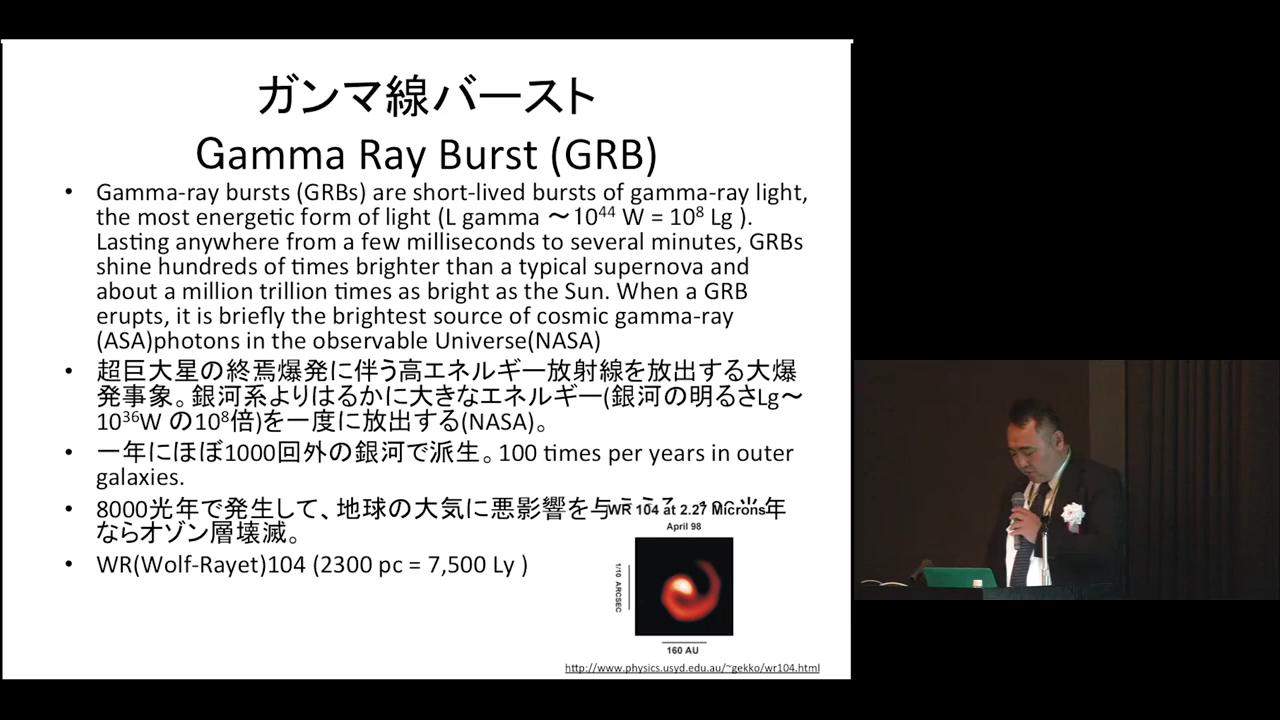 ガンマ線バースト
Gamma Ray Burst (GRB)
• Gamma-ray bursts (GRBs) are short-lived bursts of gamma-ray light,
the most energetic form of light (L gamma ～10⁴⁴ W = 10⁸ Lg ).
Lasting anywhere from a few milliseconds to several minutes, GRBs
shine hundreds of times brighter than a typical supernova and
about a million trillion times as bright as the Sun. When a GRB
erupts, it is briefly the brightest source of cosmic gamma-ray
(ASA)photons in the observable Universe(NASA)
• 超巨大星の終焉爆発に伴う高エネルギー放射線を放出する大爆
発事象。銀河系よりはるかに大きなエネルギー(銀河の明るさLg～
10³⁶W の10⁸倍)を一度に放出する(NASA)。
• 一年にほぼ1000回外の銀河で派生。100 times per years in outer
galaxies.
• 8000光年で発生して、地球の大気に悪影響を与 光年
ならオゾン層壊滅。
• WR(Wolf-Rayet)104 (2300 pc = 7,500 Ly )
WR 104 at 2.27 Microns
April 98
1/10 ARCSEC
160 AU
http://www.physics.usyd.edu.au/~gekko/wr104.html